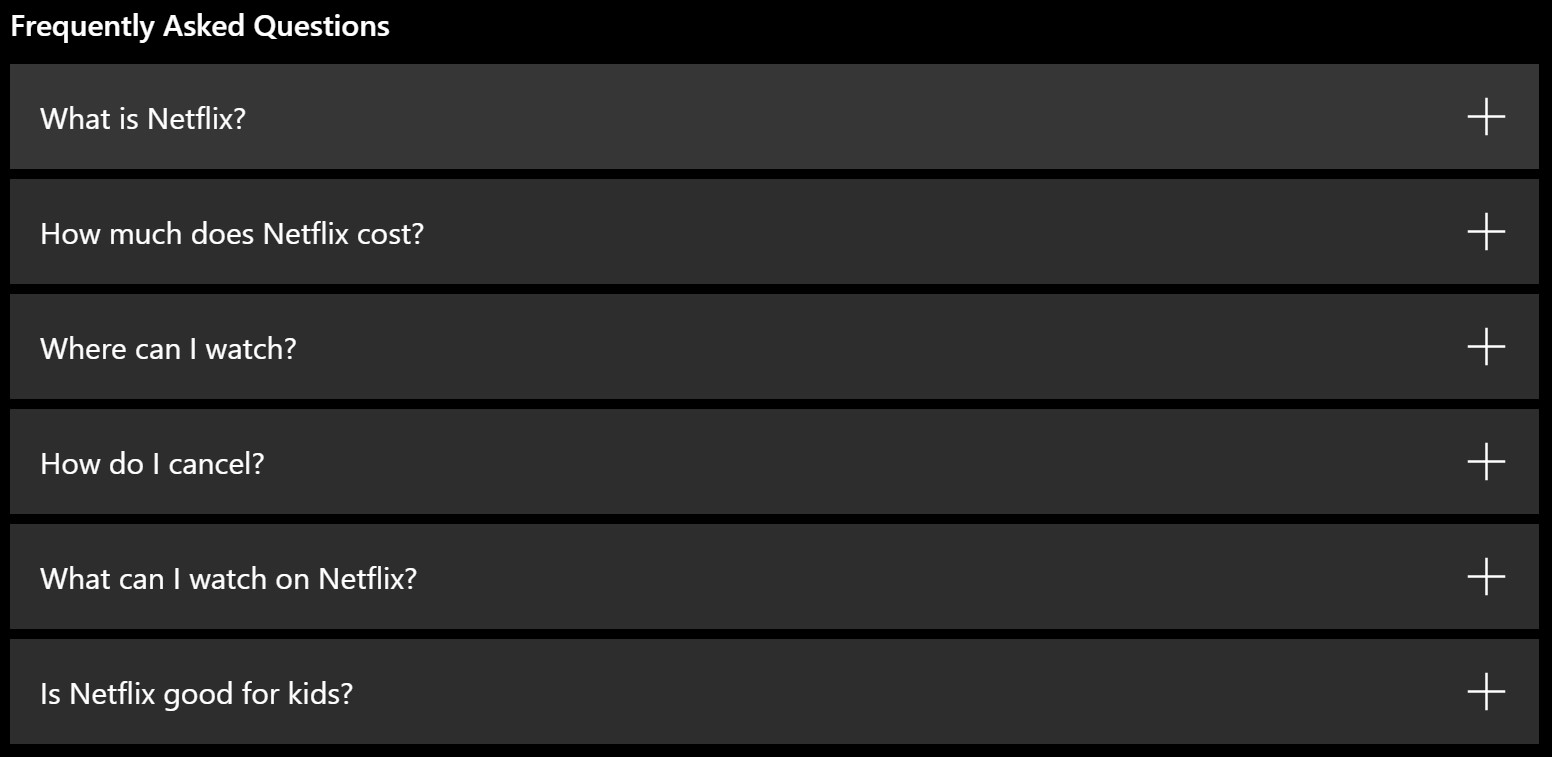 Frequently Asked Questions
What is Netflix?
How much does Netflix cost?
Where can I watch?
How do I cancel?
What can I watch on Netflix?
Is Netflix good for kids?